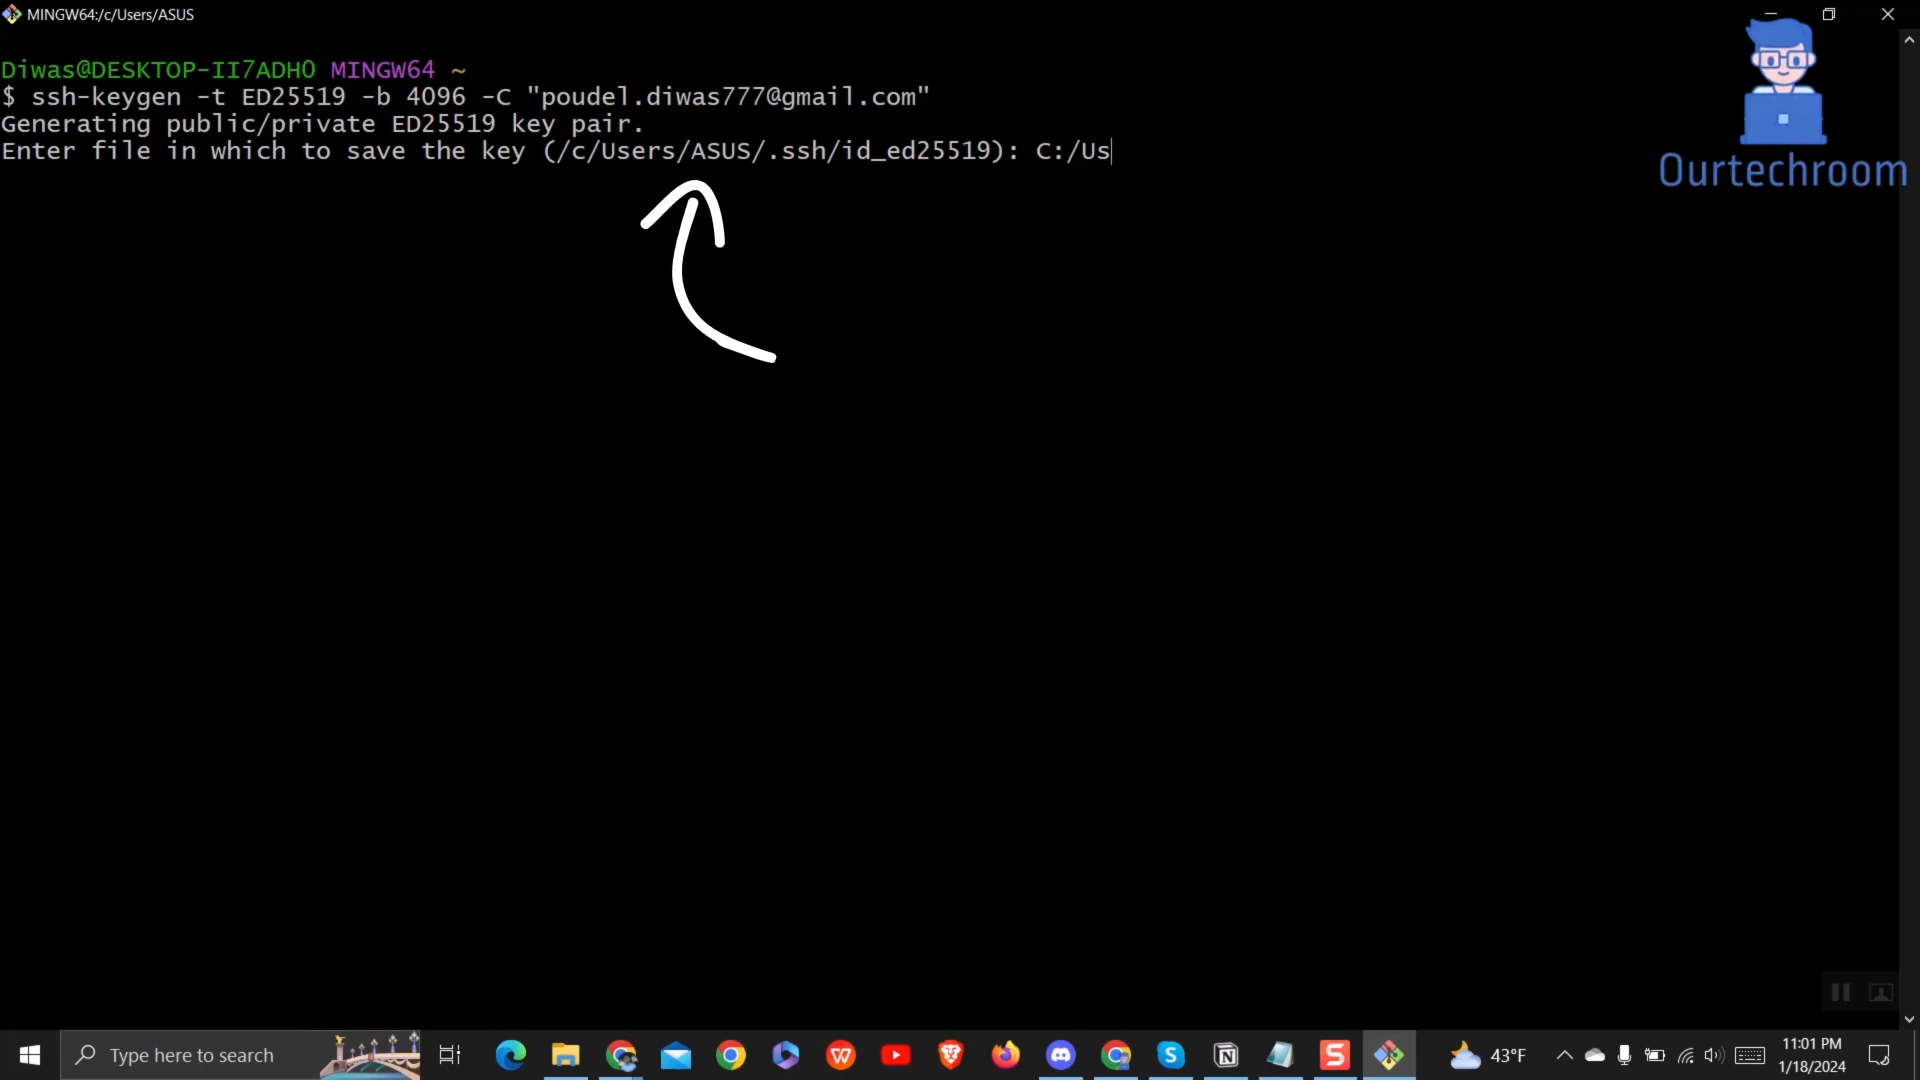 MINGW64:/c/Users/ASUS
Diwas@DESKTOP-II7ADH0 MINGW64 ~
$ ssh-keygen -t ED25519 -b 4096 -C "poudel.diwas777@gmail.com"
Generating public/private ED25519 key pair.
Enter file in which to save the key (/c/Users/ASUS/.ssh/id_ed25519): C:/Us
Ourtechroom
Type here to search
43°F
11:01 PM
1/18/2024